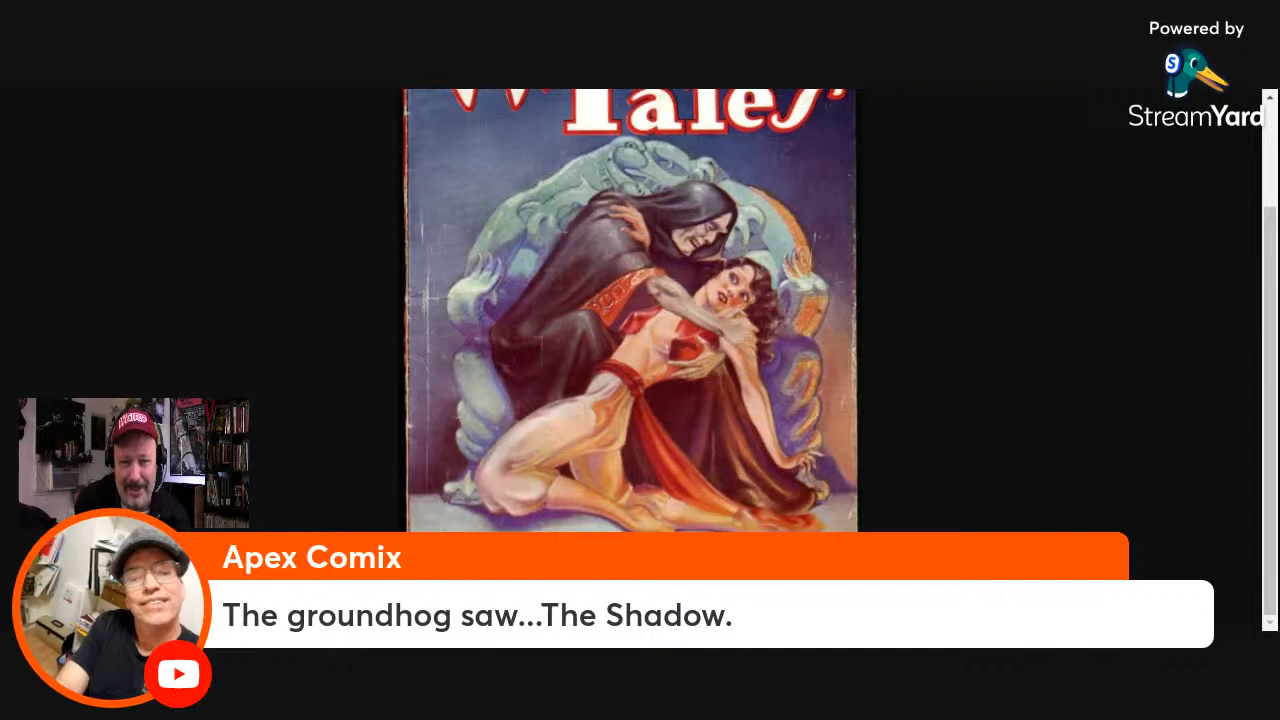 Powered by
StreamYard
Tales
Apex Comix
The groundhog saw...The Shadow.